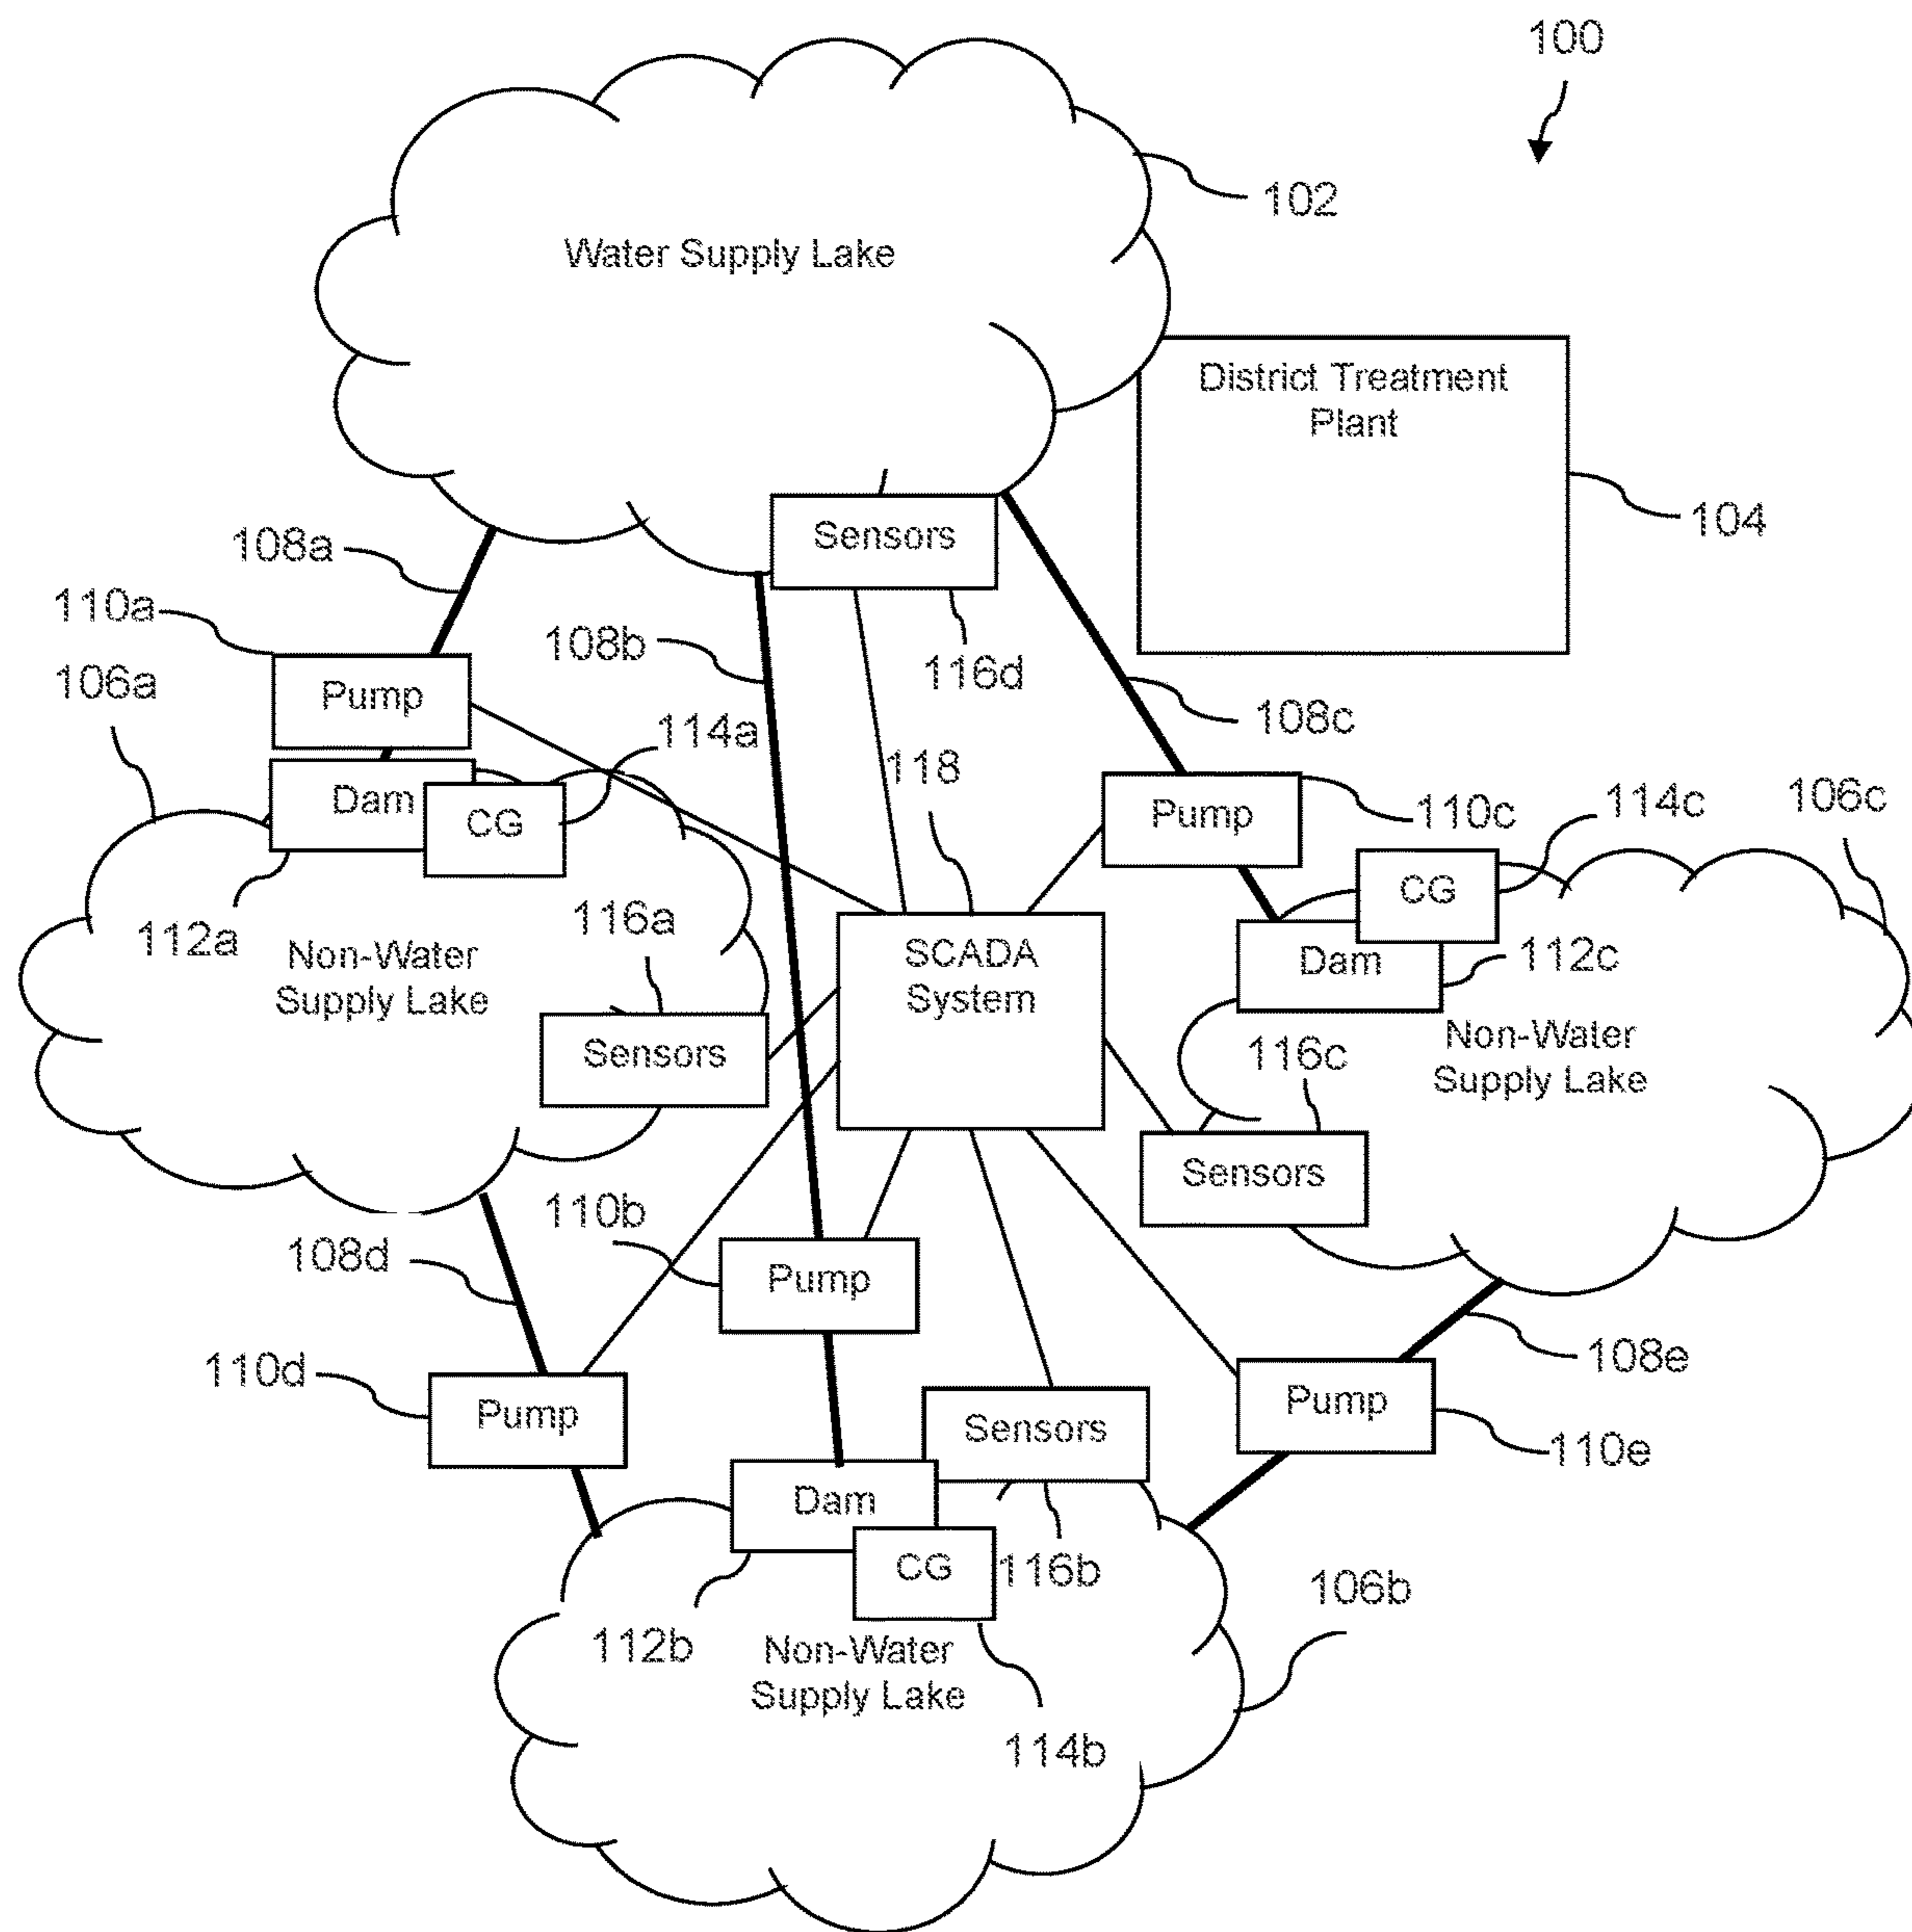 100
102
Water Supply Lake
District Treatment
Plant
104
108a
Sensors
110a
108b
116d
106a
Pump
108c
114a
118
Dam
CG
Pump
110c
114c
106c
CG
112a
116a
Non-Water
Supply Lake
SCADA
System
Dam
112c
Non-Water
Supply Lake
116c
Sensors
Sensors
110b
108d
Pump
108e
110d
Pump
Sensors
Pump
110e
Dam
CG
116b
106b
112b
Non-Water
Supply Lake
114b